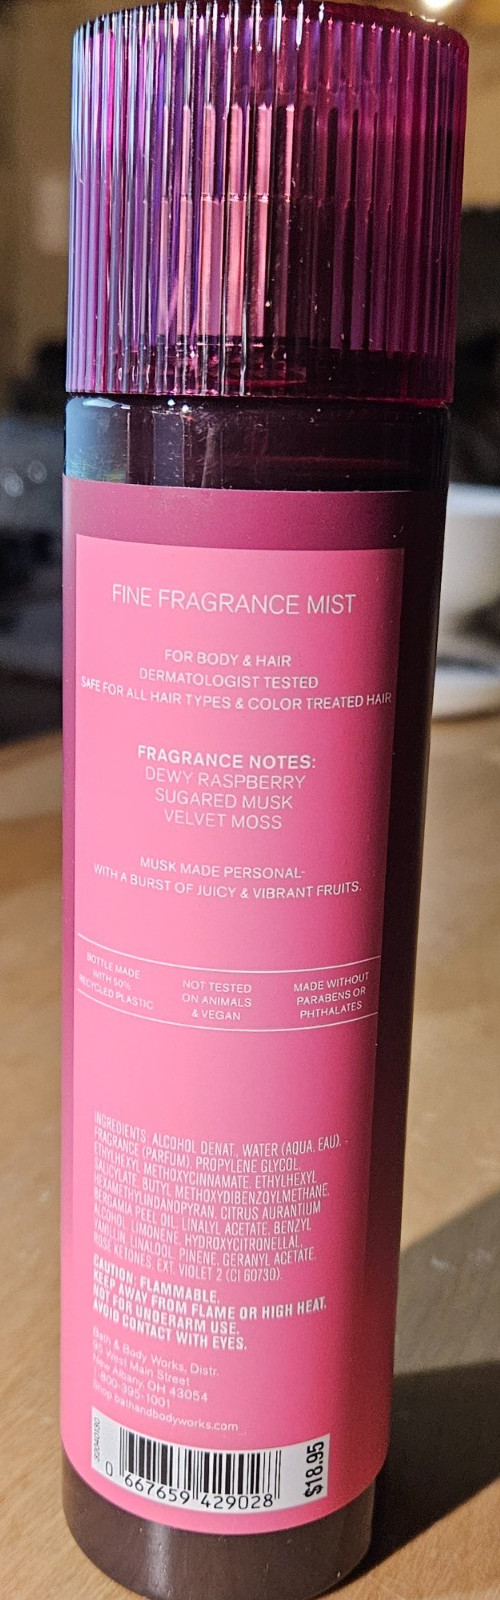 FINE FRAGRANCE MIST
FOR BODY & HAIR
DERMATOLOGIST TESTED
SAFE FOR ALL HAIR TYPES & COLOR TREATED HAIR
FRAGRANCE NOTES:
DEWY RASPBERRY
SUGARED MUSK
VELVET MOSS
MUSK MADE PERSONAL-
WITH A BURST OF JUICY & VIBRANT FRUITS.
BOTTLE MADE
WITH 50%
RECYCLED PLASTIC
NOT TESTED
ON ANIMALS
& VEGAN
MADE WITHOUT
PARABENS OR
PHTHALATES
INGREDIENTS: ALCOHOL DENAT., WATER (AQUA, EAU),
FRAGRANCE (PARFUM), PROPYLENE GLYCOL,
ETHYLHEXYL METHOXYCINNAMATE, ETHYLHEXYL
SALICYLATE, BUTYL METHOXYDIBENZOYLMETHANE,
HEXAMETHYLINDANOPYRAN, CITRUS AURANTIUM
BERGAMIA PEEL OIL, LINALYL ACETATE, BENZYL
ALCOHOL, LIMONENE, HYDROXYCITRONELLAL,
VANILLIN, LINALOOL, PINENE, GERANYL ACETATE,
ROSE KETONES, EXT. VIOLET 2 (CI 60730).
CAUTION: FLAMMABLE.
KEEP AWAY FROM FLAME OR HIGH HEAT.
NOT FOR UNDERARM USE.
AVOID CONTACT WITH EYES.
Bath & Body Works, Distr.
95 West Main Street
New Albany, OH 43054
1-800-395-1001
Shop bathandbodyworks.com
0 667659 429028
$18.95